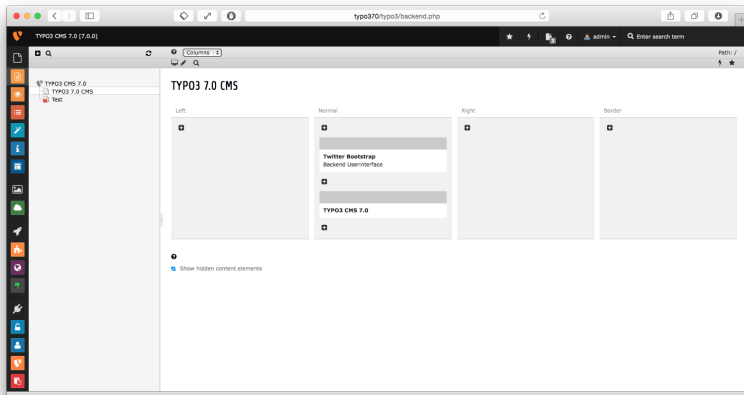 typo370/typo3/backend.php
TYPO3 CMS 7.0 [7.0.0]
admin
Enter search term
Columns
Path: /
TYPO3 CMS 7.0
TYPO3 7.0 CMS
Test
TYPO3 7.0 CMS
Left
Normal
Right
Border
Twitter Bootstrap
Backend UserInterface
TYPO3 CMS 7.0
Show hidden content elements